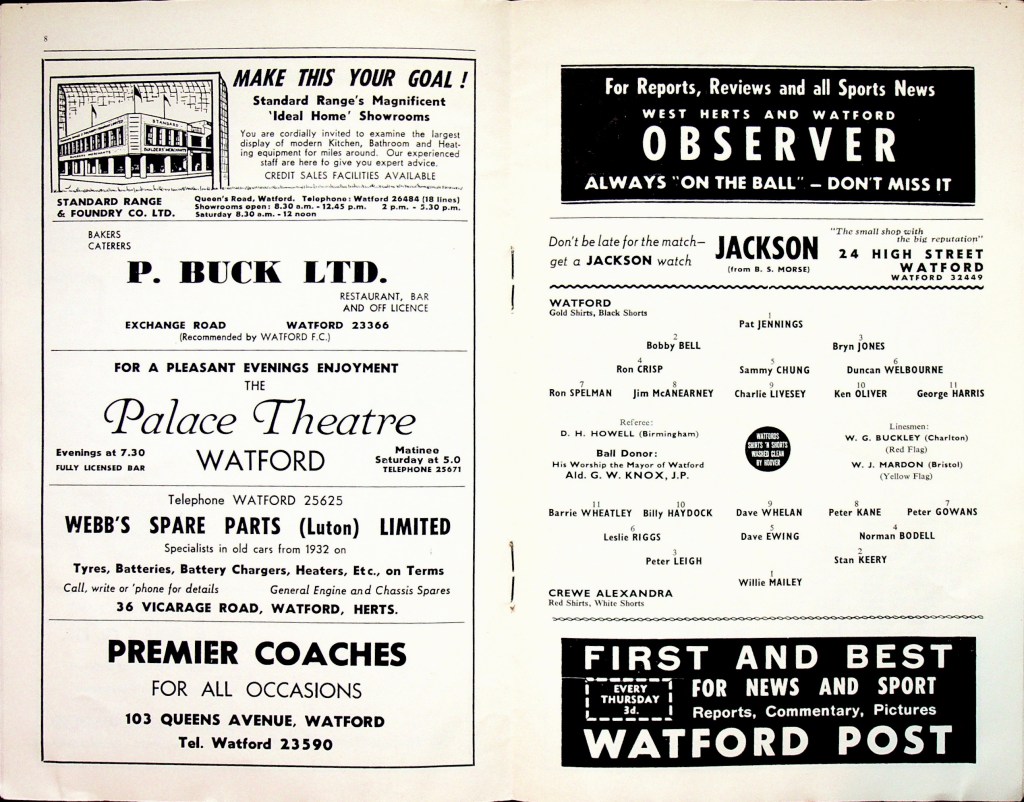 8
MAKE THIS YOUR GOAL !
Standard Range's Magnificent
'Ideal Home' Showrooms
You are cordially invited to examine the largest
display of modern Kitchen, Bathroom and Heat-
ing equipment for miles around. Our experienced
staff are here to give you expert advice.
CREDIT SALES FACILITIES AVAILABLE
STANDARD
BUILDERS MERCHANTS
STANDARD RANGE
& FOUNDRY CO. LTD.
Queen's Road, Watford. Telephone: Watford 26484 (18 lines)
Showrooms open: 8.30 a.m. - 12.45 p.m. 2 p.m. - 5.30 p.m.
Saturday 8.30 a.m. - 12 noon
BAKERS
CATERERS
P. BUCK LTD.
RESTAURANT, BAR
AND OFF LICENCE
EXCHANGE ROAD WATFORD 23366
(Recommended by WATFORD F.C.)
FOR A PLEASANT EVENINGS ENJOYMENT
THE
Palace Theatre
WATFORD
Evenings at 7.30
FULLY LICENSED BAR
Matinee
Saturday at 5.0
TELEPHONE 25671
Telephone WATFORD 25625
WEBB'S SPARE PARTS (Luton) LIMITED
Specialists in old cars from 1932 on
Tyres, Batteries, Battery Chargers, Heaters, Etc., on Terms
Call, write or 'phone for details General Engine and Chassis Spares
36 VICARAGE ROAD, WATFORD, HERTS.
PREMIER COACHES
FOR ALL OCCASIONS
103 QUEENS AVENUE, WATFORD
Tel. Watford 23590
For Reports, Reviews and all Sports News
WEST HERTS AND WATFORD
OBSERVER
ALWAYS "ON THE BALL" – DON'T MISS IT
Don't be late for the match—
get a JACKSON watch
JACKSON
(from B. S. MORSE)
"The small shop with
the big reputation"
24 HIGH STREET
WATFORD
WATFORD 32449
WATFORD
Gold Shirts, Black Shorts
1
Pat JENNINGS
2 3
Bobby BELL Bryn JONES
4 5 6
Ron CRISP Sammy CHUNG Duncan WELBOURNE
7 8 9 10 11
Ron SPELMAN Jim McANEARNEY Charlie LIVESEY Ken OLIVER George HARRIS
Referee:
D. H. HOWELL (Birmingham)
Ball Donor:
His Worship the Mayor of Watford
Ald. G. W. KNOX, J.P.
WATFORDS
SHIRTS 'N SHORTS
WASHED CLEAN
BY HOOVER
Linesmen:
W. G. BUCKLEY (Charlton)
(Red Flag)
W. J. MARDON (Bristol)
(Yellow Flag)
11 10 9 8 7
Barrie WHEATLEY Billy HAYDOCK Dave WHELAN Peter KANE Peter GOWANS
6 5 4
Leslie RIGGS Dave EWING Norman BODELL
3 2
Peter LEIGH Stan KEERY
1
Willie MAILEY
CREWE ALEXANDRA
Red Shirts, White Shorts
FIRST AND BEST
EVERY
THURSDAY
3d.
FOR NEWS AND SPORT
Reports, Commentary, Pictures
WATFORD POST